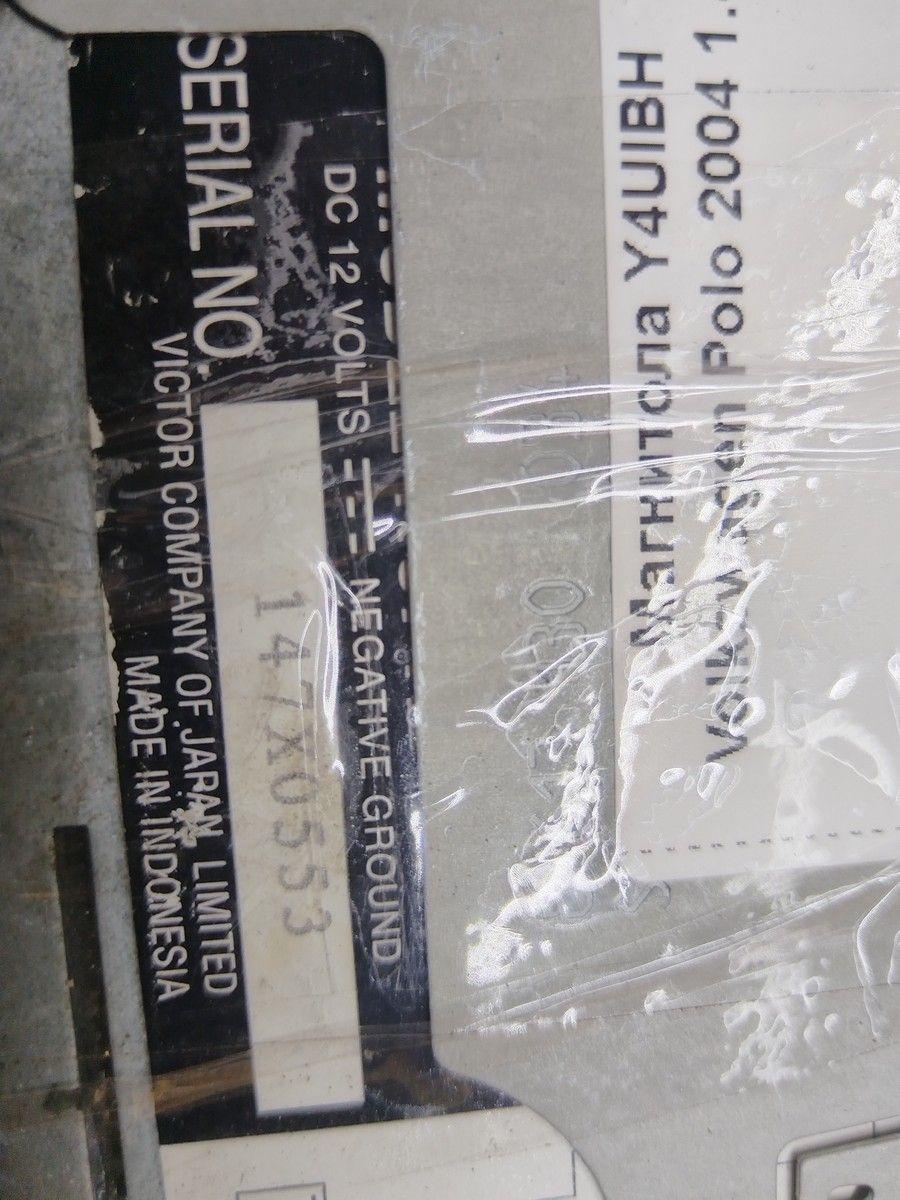 DC 12 VOLTS NEGATIVE GROUND
SERIAL NO.
147X0553
VICTOR COMPANY OF JAPAN, LIMITED
MADE IN INDONESIA
Магнитола Y4UIBH
Volkswagen Polo 2004 1.